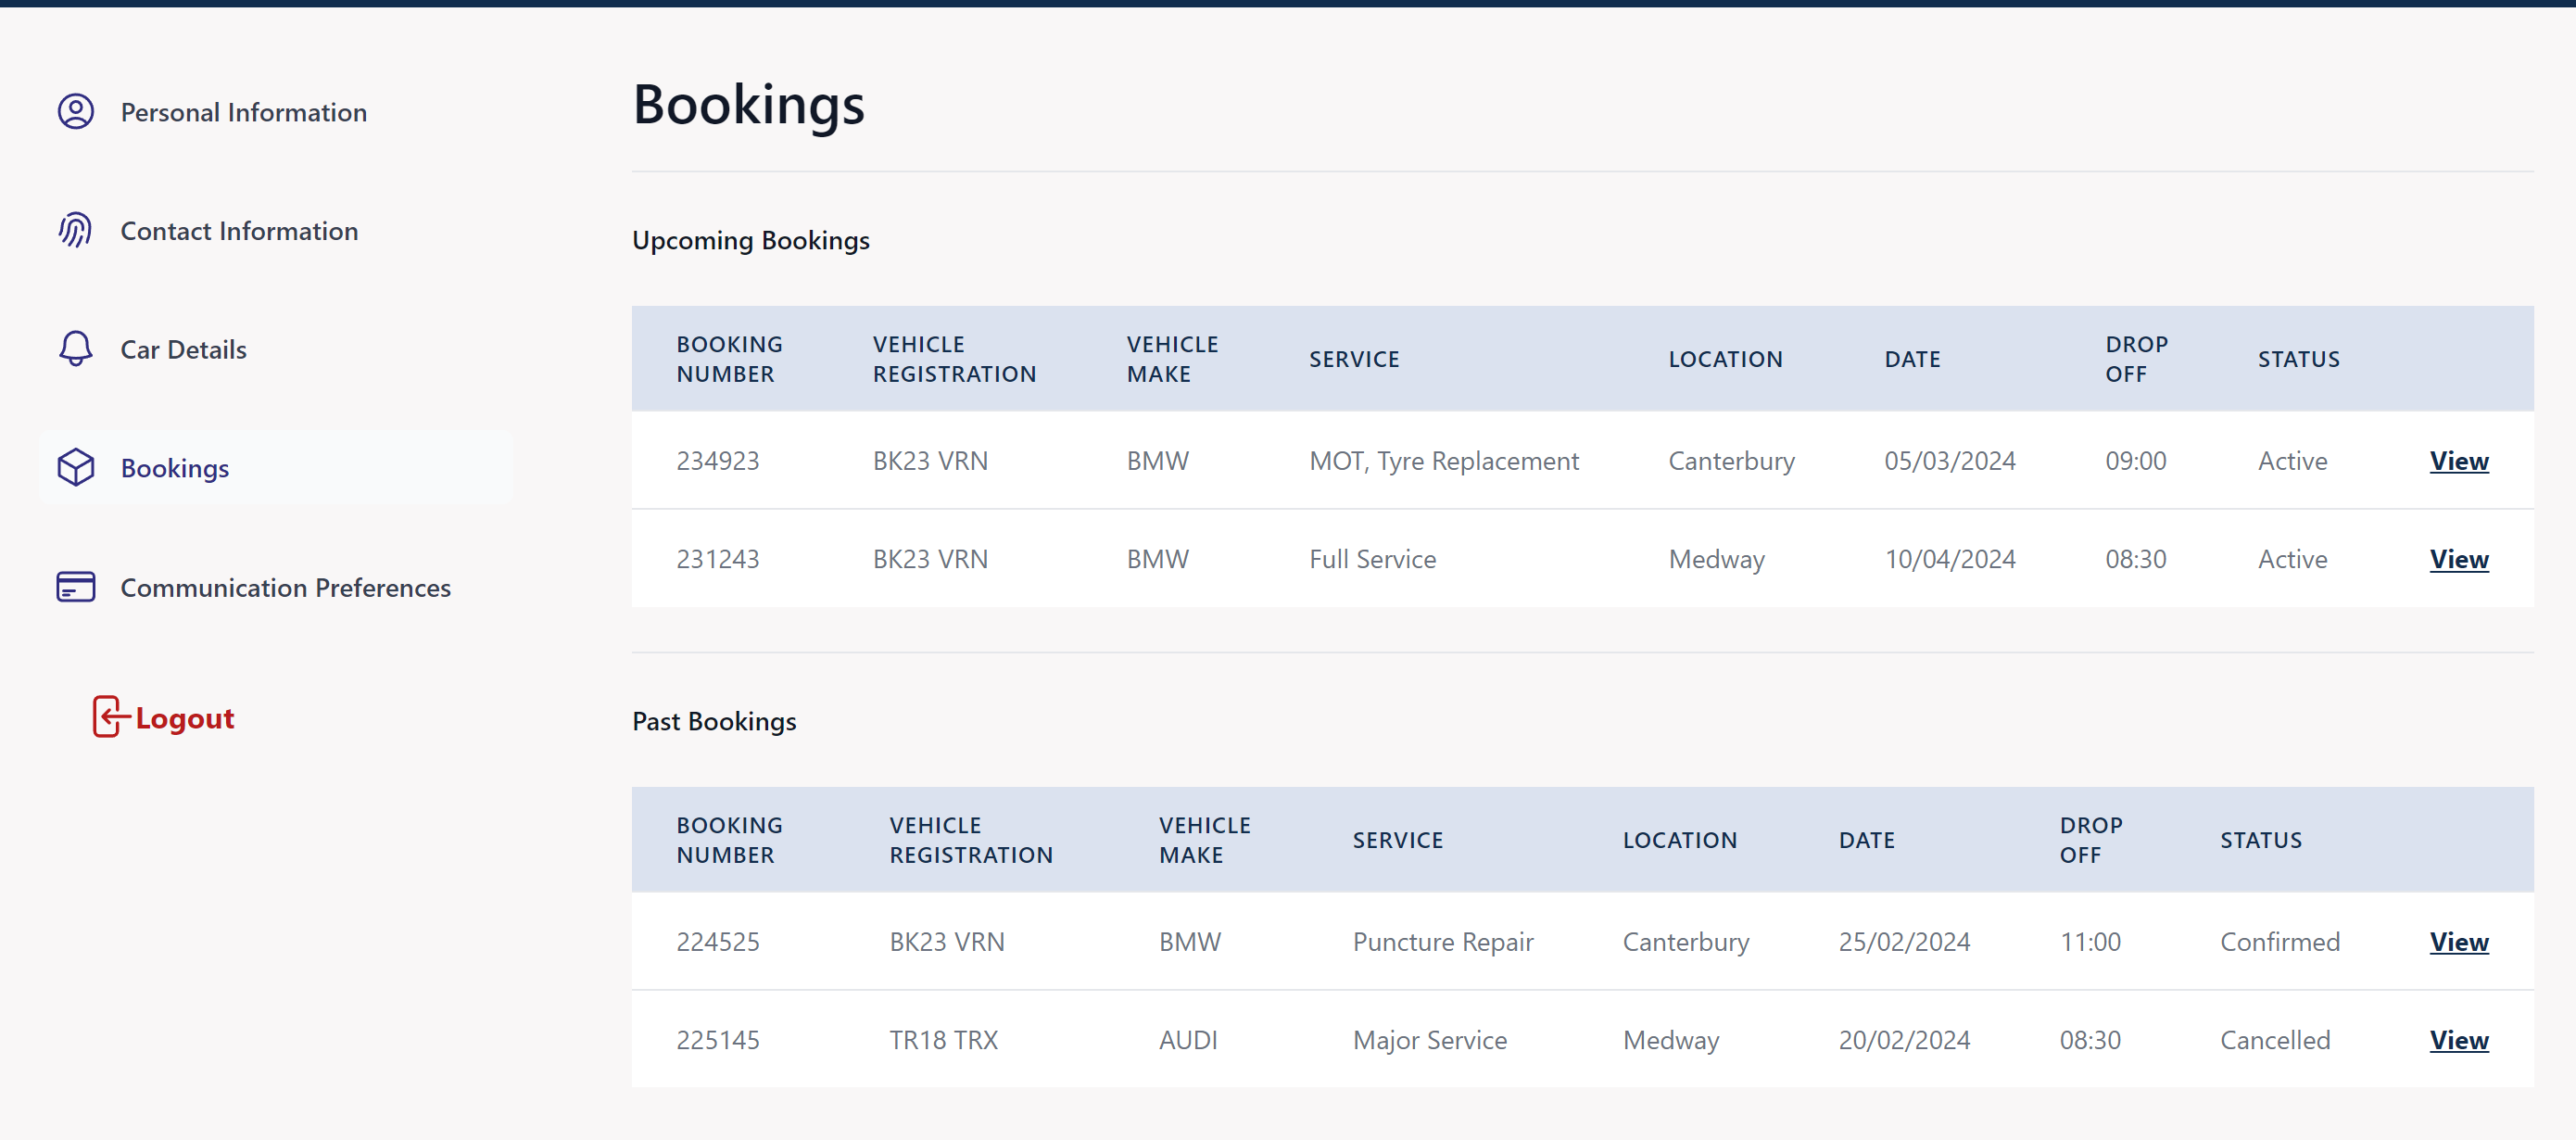 Personal Information
Contact Information
Car Details
Bookings
Communication Preferences
Logout
Bookings
Upcoming Bookings
BOOKING NUMBER VEHICLE REGISTRATION VEHICLE MAKE SERVICE LOCATION DATE DROP OFF STATUS
234923 BK23 VRN BMW MOT, Tyre Replacement Canterbury 05/03/2024 09:00 Active View
231243 BK23 VRN BMW Full Service Medway 10/04/2024 08:30 Active View
Past Bookings
BOOKING NUMBER VEHICLE REGISTRATION VEHICLE MAKE SERVICE LOCATION DATE DROP OFF STATUS
224525 BK23 VRN BMW Puncture Repair Canterbury 25/02/2024 11:00 Confirmed View
225145 TR18 TRX AUDI Major Service Medway 20/02/2024 08:30 Cancelled View